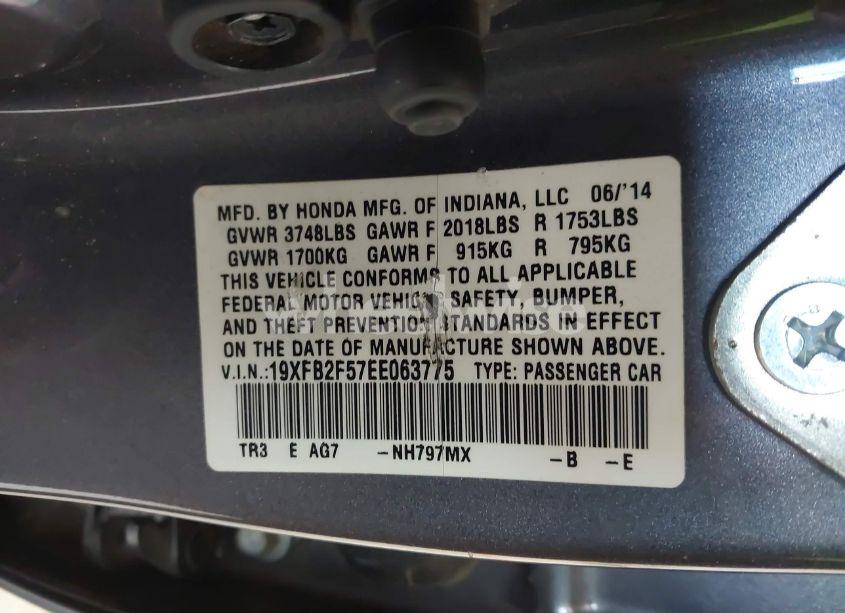 MFD. BY HONDA MFG. OF INDIANA, LLC 06/'14
GVWR 3748LBS GAWR F 2018LBS R 1753LBS
GVWR 1700KG GAWR F 915KG R 795KG
THIS VEHICLE CONFORMS TO ALL APPLICABLE
FEDERAL MOTOR VEHICLE SAFETY, BUMPER,
AND THEFT PREVENTION STANDARDS IN EFFECT
ON THE DATE OF MANUFACTURE SHOWN ABOVE.
V.I.N.:19XFB2F57EE063775 TYPE: PASSENGER CAR
TR3 E AG7 -NH797MX -B -E